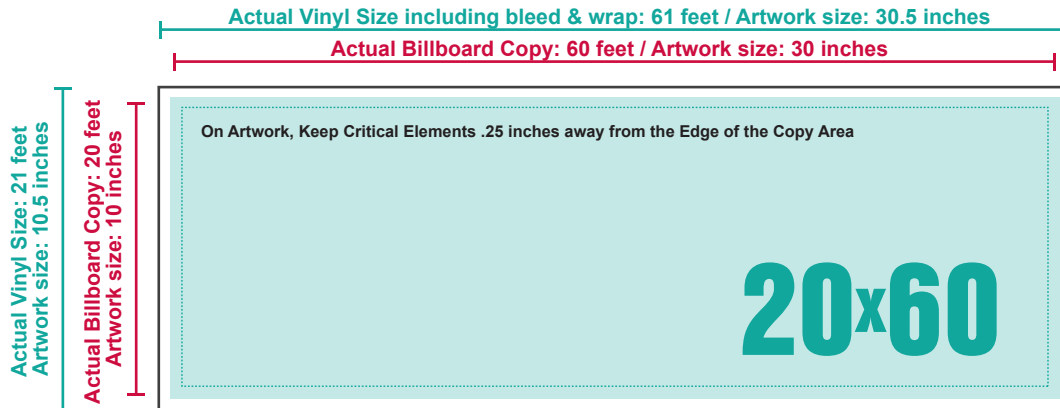 Actual Vinyl Size including bleed & wrap: 61 feet / Artwork size: 30.5 inches
Actual Billboard Copy: 60 feet / Artwork size: 30 inches
Actual Vinyl Size: 21 feet
Artwork size: 10.5 inches
Actual Billboard Copy: 20 feet
Artwork size: 10 inches
On Artwork, Keep Critical Elements .25 inches away from the Edge of the Copy Area
20x60